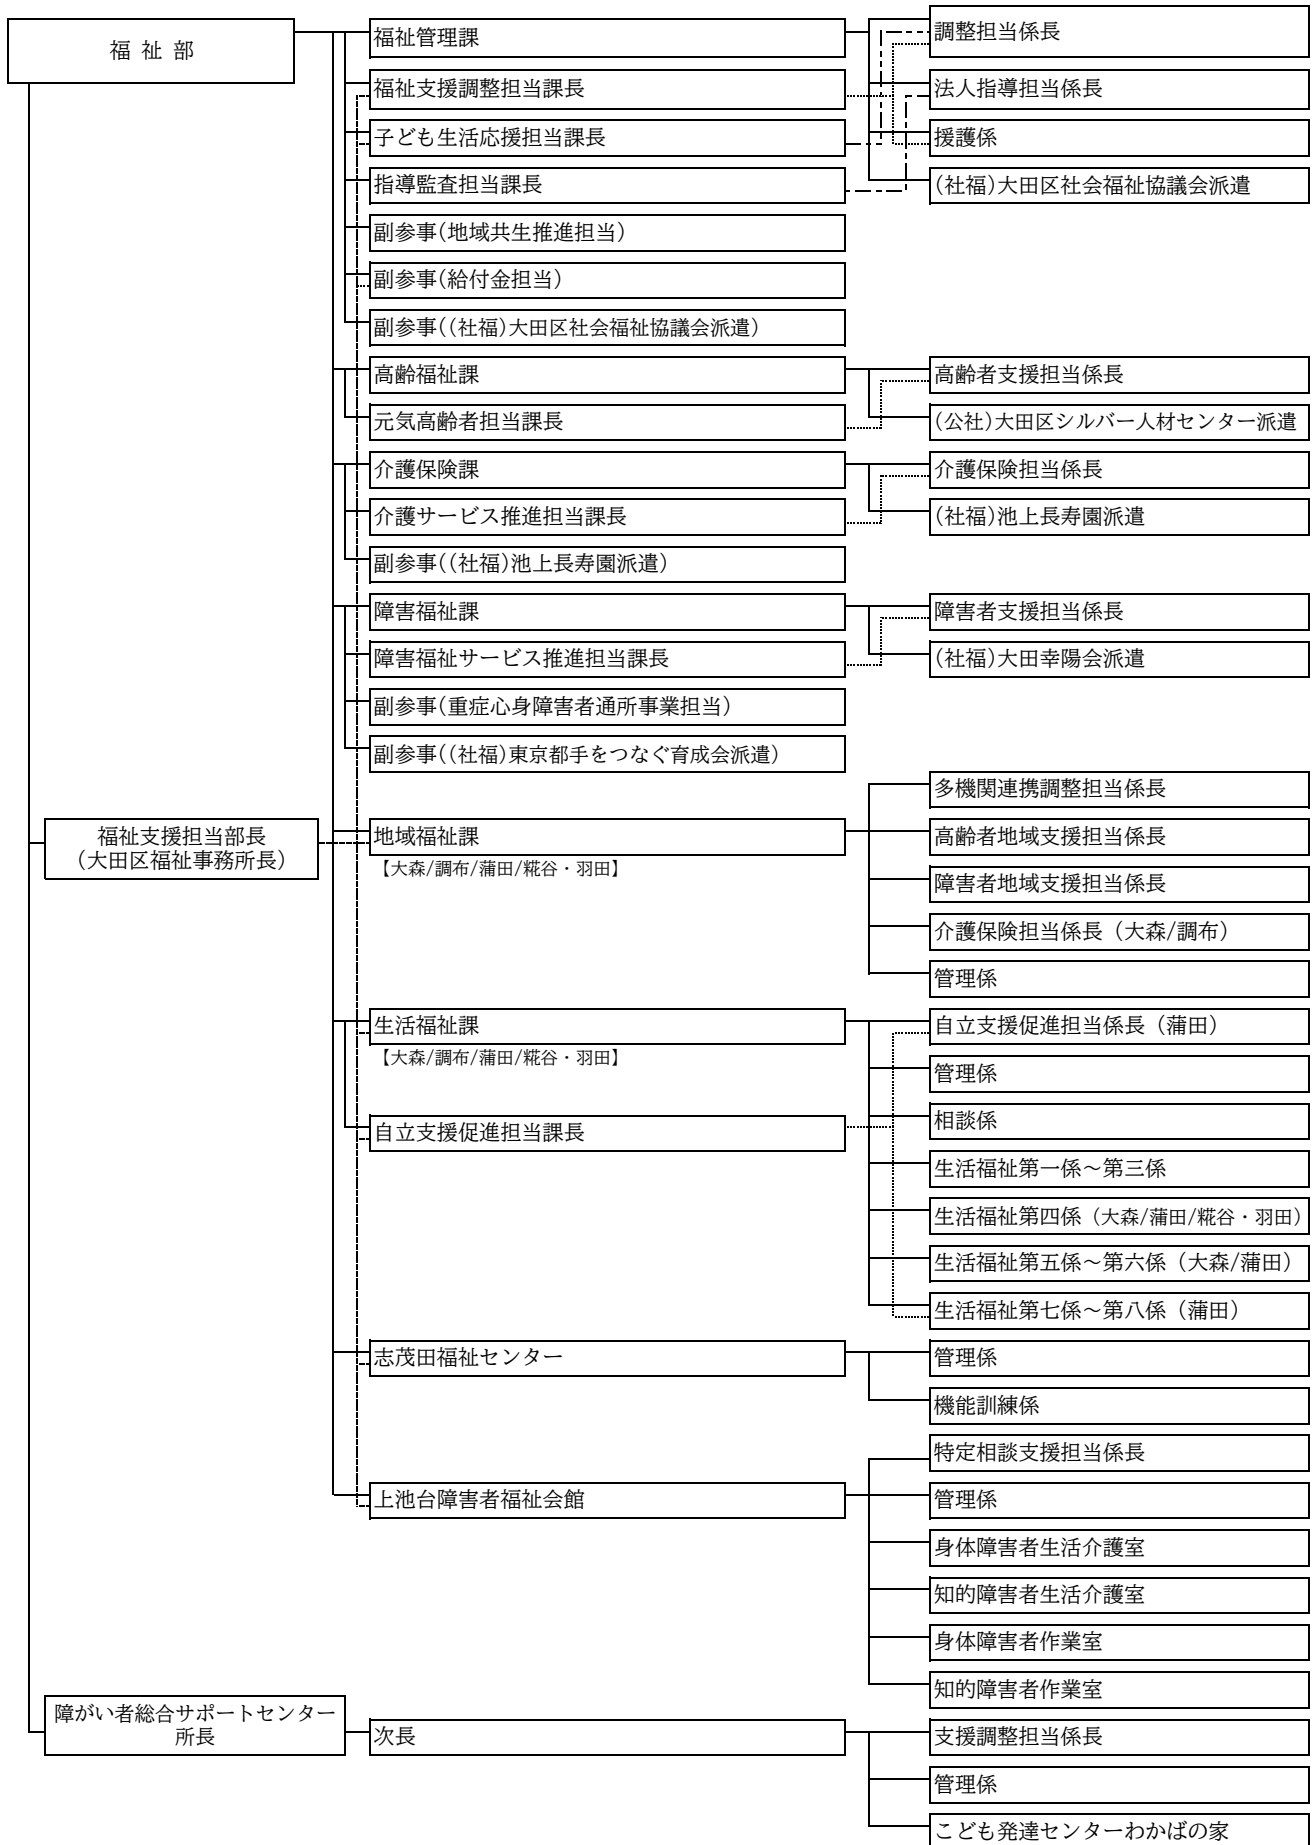 福 祉 部
福祉管理課
調整担当係長
福祉支援調整担当課長
法人指導担当係長
子ども生活応援担当課長
援護係
指導監査担当課長
(社福)大田区社会福祉協議会派遣
副参事(地域共生推進担当)
副参事(給付金担当)
副参事((社福)大田区社会福祉協議会派遣)
高齢福祉課
高齢者支援担当係長
元気高齢者担当課長
(公社)大田区シルバー人材センター派遣
介護保険課
介護保険担当係長
介護サービス推進担当課長
(社福)池上長寿園派遣
副参事((社福)池上長寿園派遣)
障害福祉課
障害者支援担当係長
障害福祉サービス推進担当課長
(社福)大田幸陽会派遣
副参事(重症心身障害者通所事業担当)
副参事((社福)東京都手をつなぐ育成会派遣)
福祉支援担当部長
(大田区福祉事務所長)
地域福祉課
【大森/調布/蒲田/糀谷・羽田】
多機関連携調整担当係長
高齢者地域支援担当係長
障害者地域支援担当係長
介護保険担当係長（大森/調布）
管理係
生活福祉課
【大森/調布/蒲田/糀谷・羽田】
自立支援促進担当課長
自立支援促進担当係長（蒲田）
管理係
相談係
生活福祉第一係～第三係
生活福祉第四係（大森/蒲田/糀谷・羽田）
生活福祉第五係～第六係（大森/蒲田）
生活福祉第七係～第八係（蒲田）
志茂田福祉センター
管理係
機能訓練係
上池台障害者福祉会館
特定相談支援担当係長
管理係
身体障害者生活介護室
知的障害者生活介護室
身体障害者作業室
知的障害者作業室
障がい者総合サポートセンター
所長
次長
支援調整担当係長
管理係
こども発達センターわかばの家